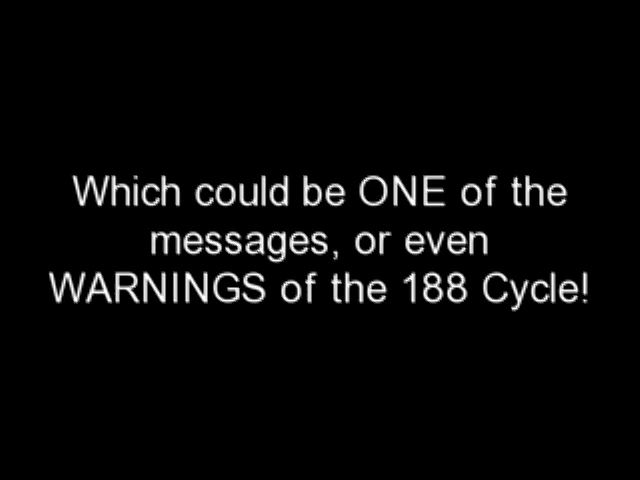 Which could be ONE of the
messages, or even
WARNINGS of the 188 Cycle!